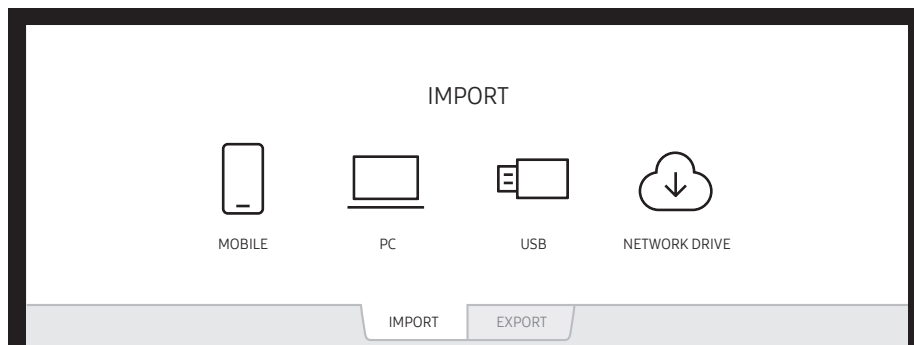 IMPORT
MOBILE PC USB NETWORK DRIVE
IMPORT EXPORT